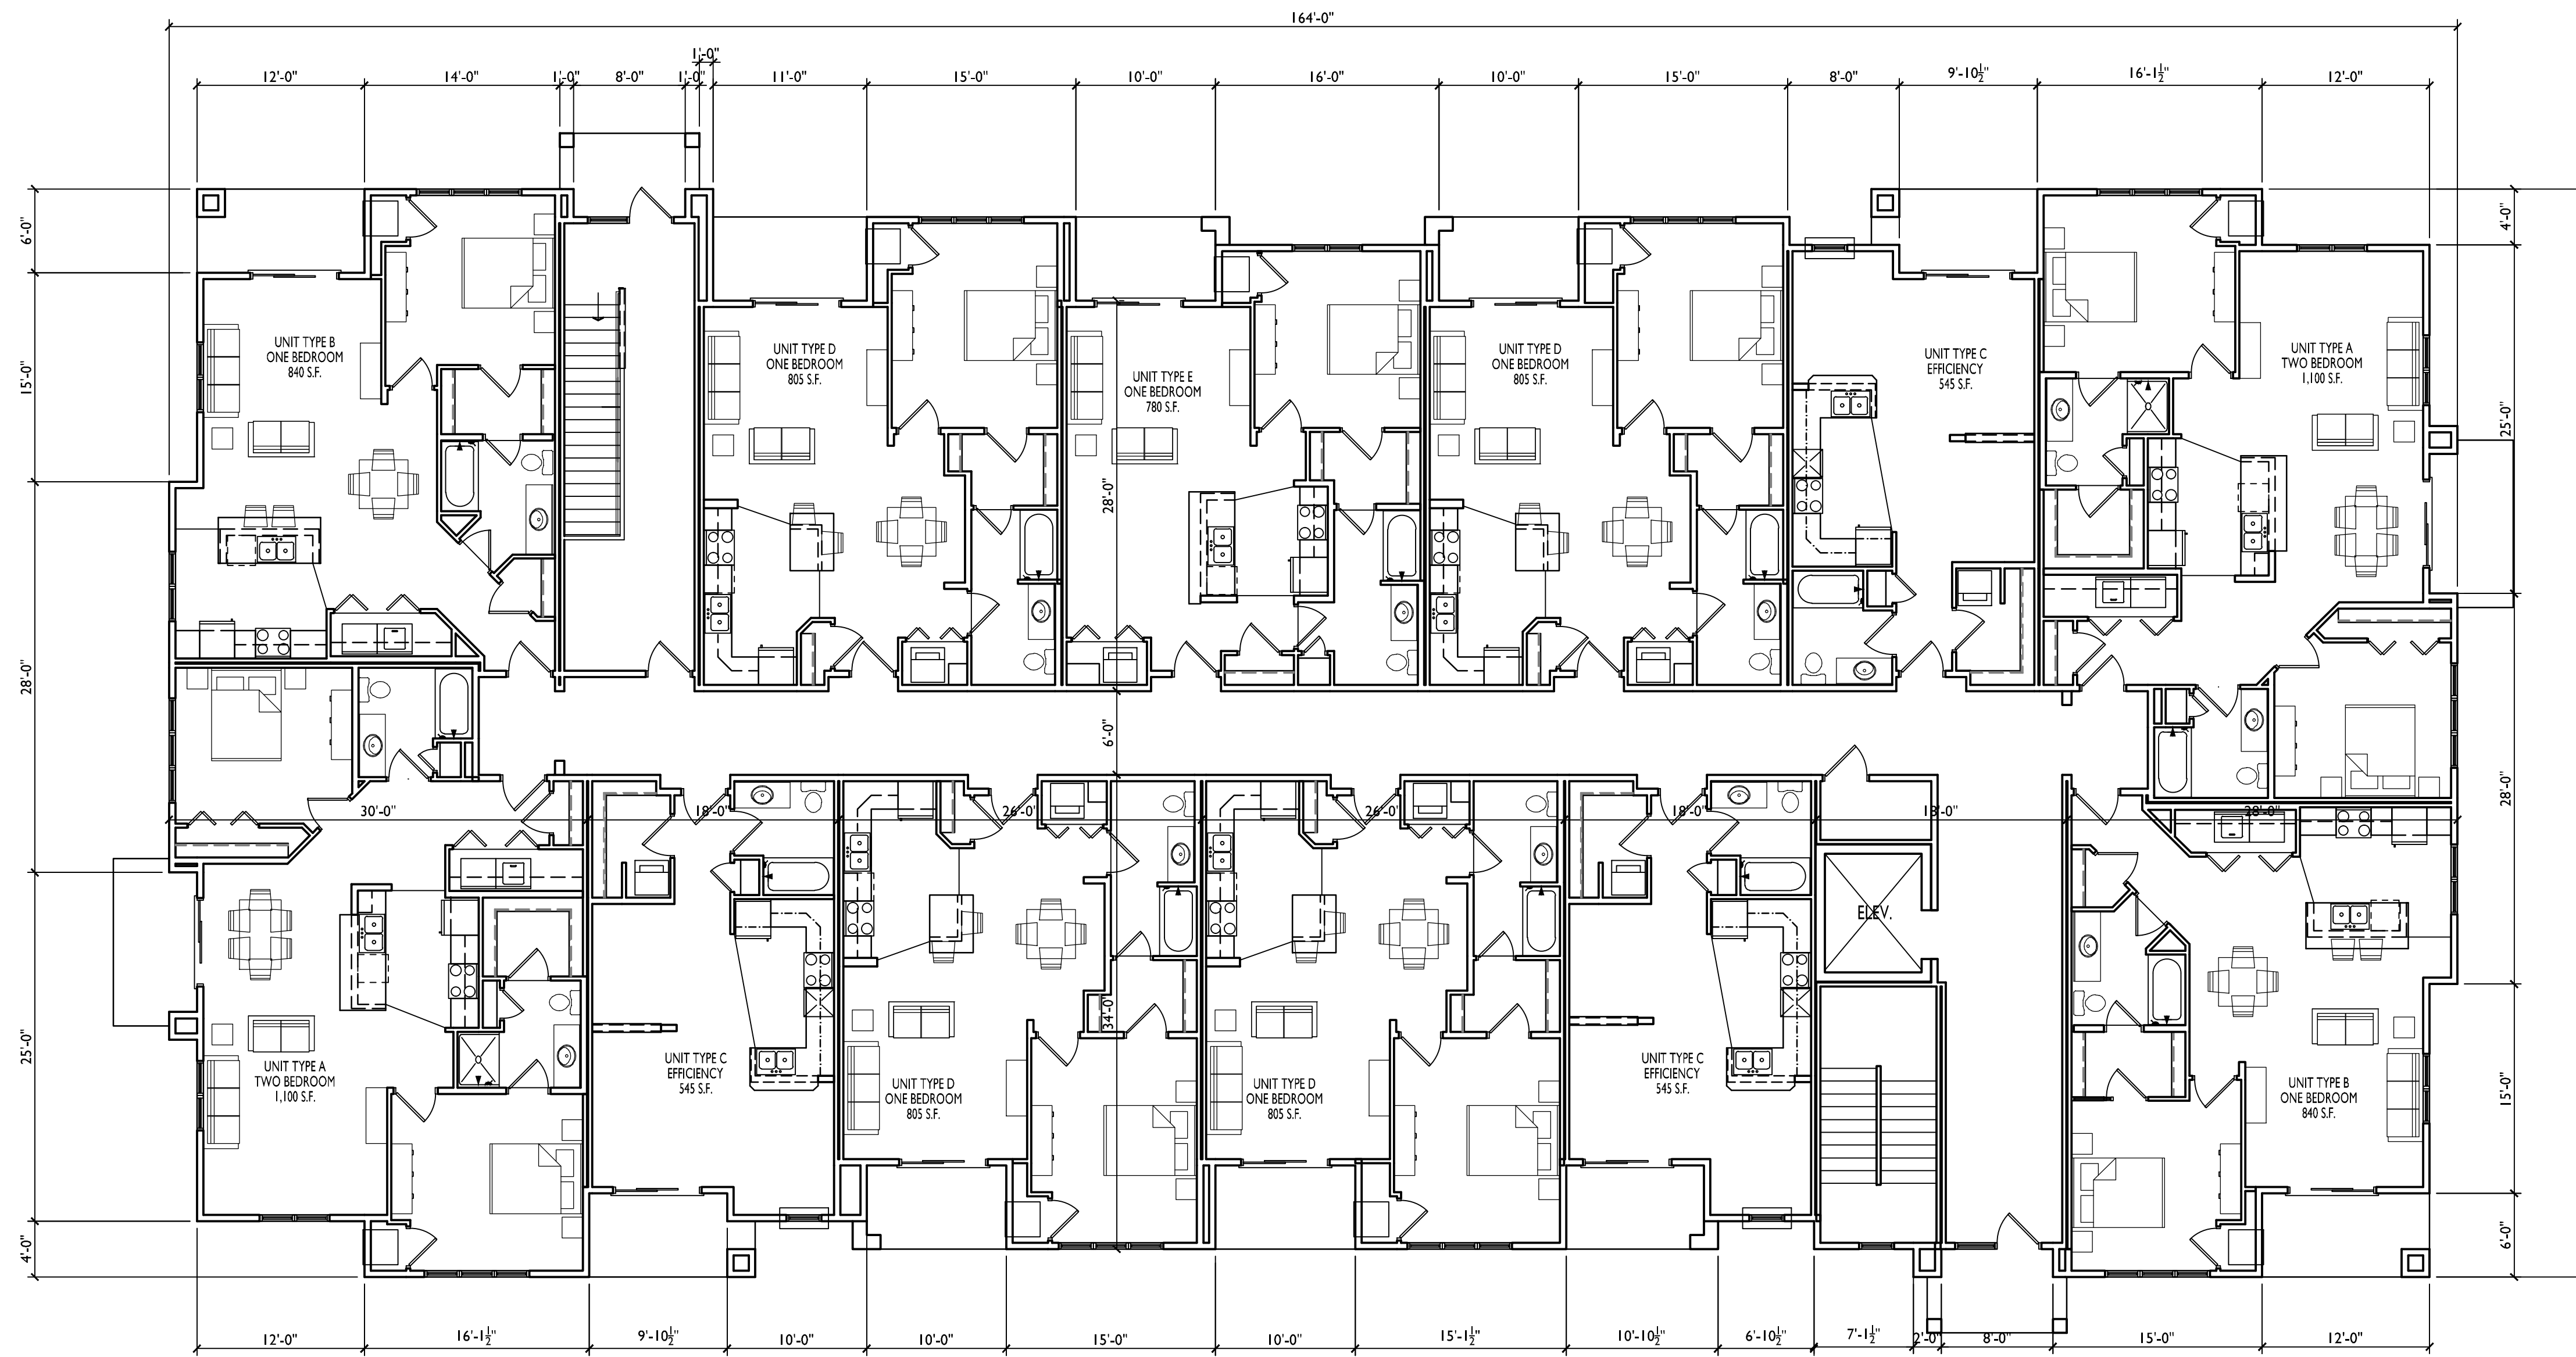 164'-0"
1'-0"
12'-0" 14'-0" 1'-0" 8'-0" 1'-0" 11'-0" 15'-0" 10'-0" 16'-0" 10'-0" 15'-0" 8'-0" 9'-10½" 16'-1½" 12'-0"
6'-0"
4'-0"
15'-0"
25'-0"
UNIT TYPE B
ONE BEDROOM
840 S.F.
UNIT TYPE D
ONE BEDROOM
805 S.F.
UNIT TYPE E
ONE BEDROOM
780 S.F.
UNIT TYPE D
ONE BEDROOM
805 S.F.
UNIT TYPE C
EFFICIENCY
545 S.F.
UNIT TYPE A
TWO BEDROOM
1,100 S.F.
28'-0"
28'-0"
6'-0"
28'-0"
30'-0" 18'-0" 26'-0" 26'-0" 18'-0" 18'-0" 28'-0"
ELEV.
34'-0"
25'-0"
15'-0"
UNIT TYPE A
TWO BEDROOM
1,100 S.F.
UNIT TYPE C
EFFICIENCY
545 S.F.
UNIT TYPE D
ONE BEDROOM
805 S.F.
UNIT TYPE D
ONE BEDROOM
805 S.F.
UNIT TYPE C
EFFICIENCY
545 S.F.
UNIT TYPE B
ONE BEDROOM
840 S.F.
4'-0"
6'-0"
12'-0" 16'-1½" 9'-10½" 10'-0" 10'-0" 15'-0" 10'-0" 15'-1½" 10'-10½" 6'-10½" 7'-1½" 2'-0" 8'-0" 15'-0" 12'-0"